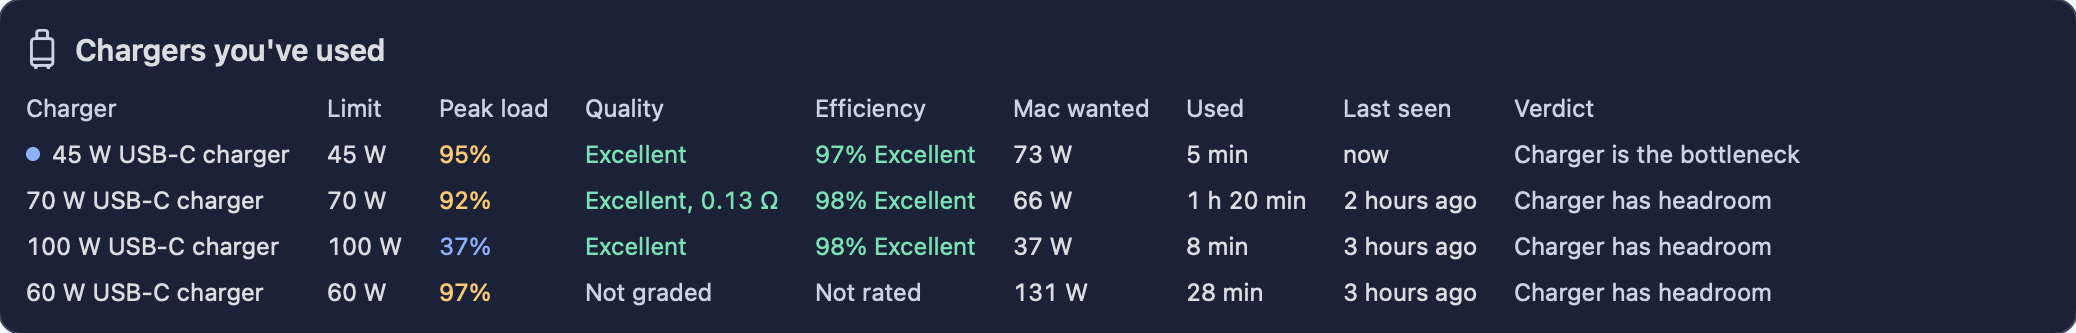 Chargers you've used
Charger Limit Peak load Quality Efficiency Mac wanted Used Last seen Verdict
45 W USB-C charger 45 W 95% Excellent 97% Excellent 73 W 5 min now Charger is the bottleneck
70 W USB-C charger 70 W 92% Excellent, 0.13 Ω 98% Excellent 66 W 1 h 20 min 2 hours ago Charger has headroom
100 W USB-C charger 100 W 37% Excellent 98% Excellent 37 W 8 min 3 hours ago Charger has headroom
60 W USB-C charger 60 W 97% Not graded Not rated 131 W 28 min 3 hours ago Charger has headroom